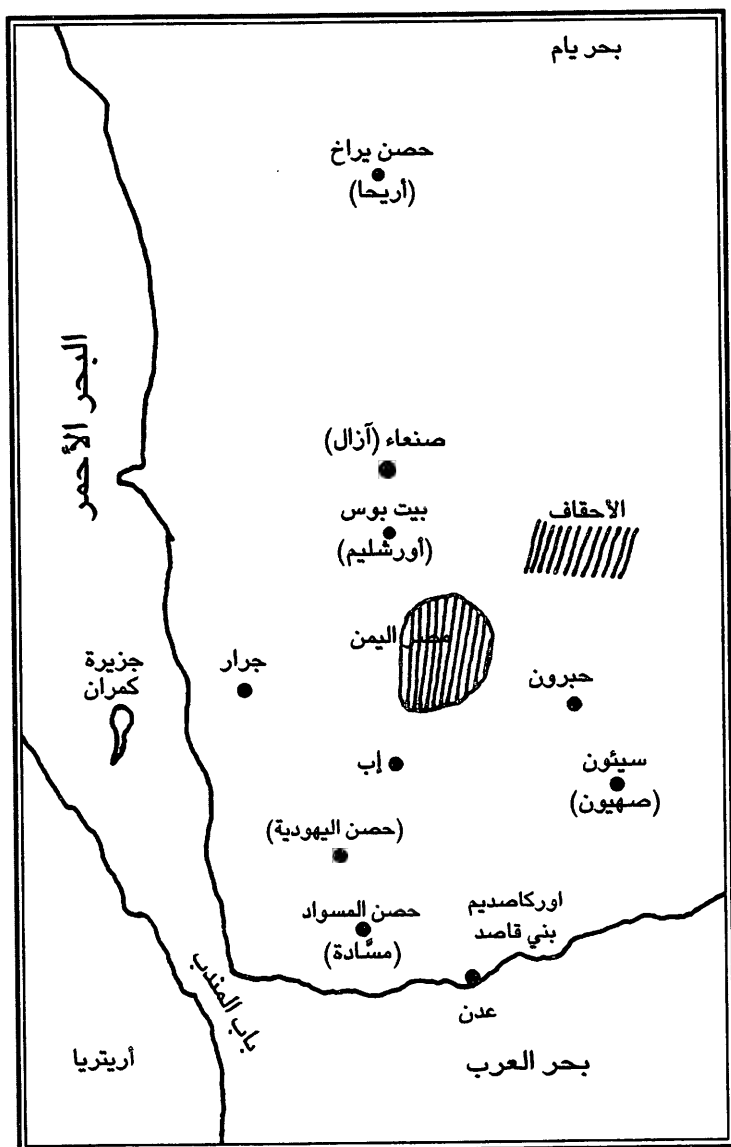 بحر يام
حصن يراخ
(أريحا)
البحر الأحمر
صنعاء (آزال)
بيت بوس
(أورشليم)
الأحقاف
مصر اليمن
جزيرة
كمران
جرار
حبرون
إب
سيئون
(صهيون)
(حصن اليهودية)
حصن المسواد
(مسَّادة)
اوركاصديم
بني قاصد
عدن
باب المندب
أريتريا
بحر العرب